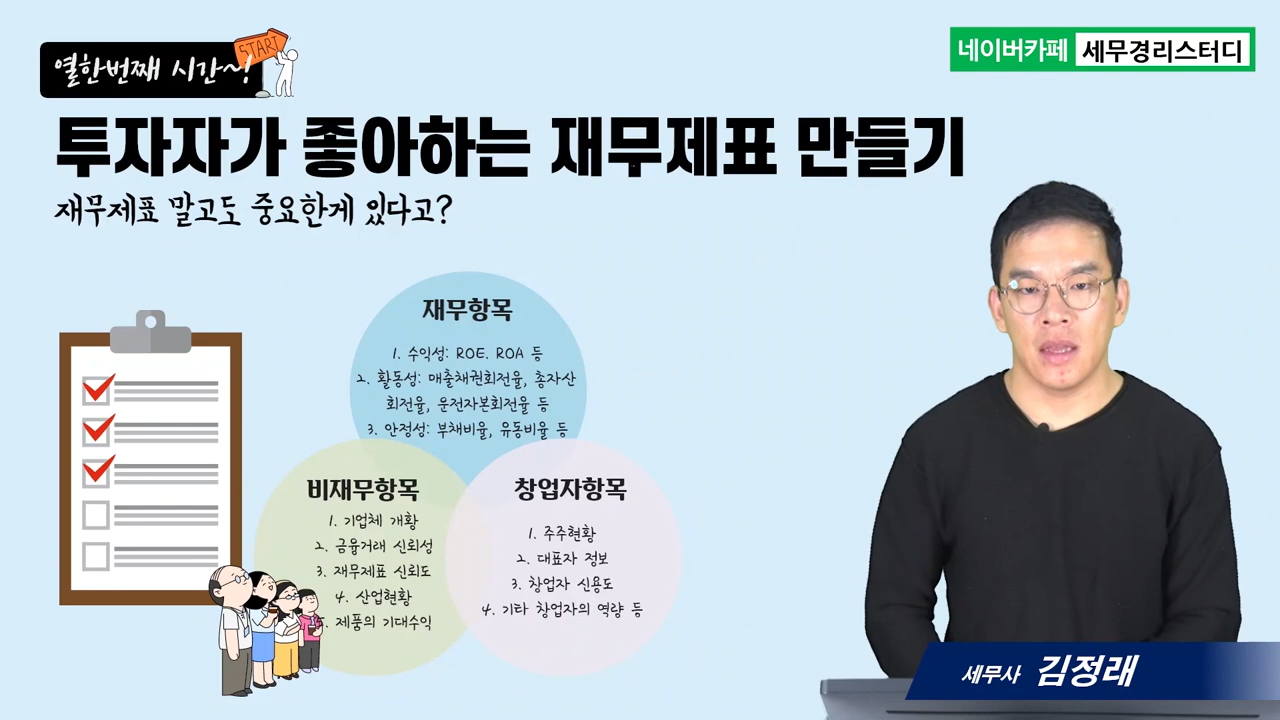 열한번째 시간~!
START
네이버카페 세무경리스터디
투자자가 좋아하는 재무제표 만들기
재무제표 말고도 중요한게 있다고?
재무항목
1. 수익성: ROE. ROA 등
2. 활동성: 매출채권회전율, 총자산
회전율, 운전자본회전율 등
3. 안정성: 부채비율, 유동비율 등
비재무항목
1. 기업체 개황
2. 금융거래 신뢰성
3. 재무제표 신뢰도
4. 산업현황
5. 제품의 기대수익
창업자항목
1. 주주현황
2. 대표자 정보
3. 창업자 신용도
4. 기타 창업자의 역량 등
세무사 김정래